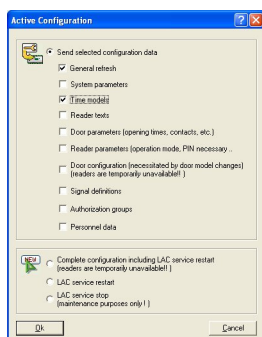 Active Configuration
Send selected configuration data
General refresh
System parameters
Time models
Reader texts
Door parameters (opening times, contacts, etc.)
Reader parameters (operation mode, PIN necessary ..
Door configuration (necessitated by door model changes)
(readers are temporarily unavailable!! )
Signal definitions
Authorization groups
Personnel data
NEW
Complete configuration including LAC service restart
(readers are temporarily unavailable!! )
LAC service restart
LAC service stop
(maintenance purposes only ! )
Ok
Cancel